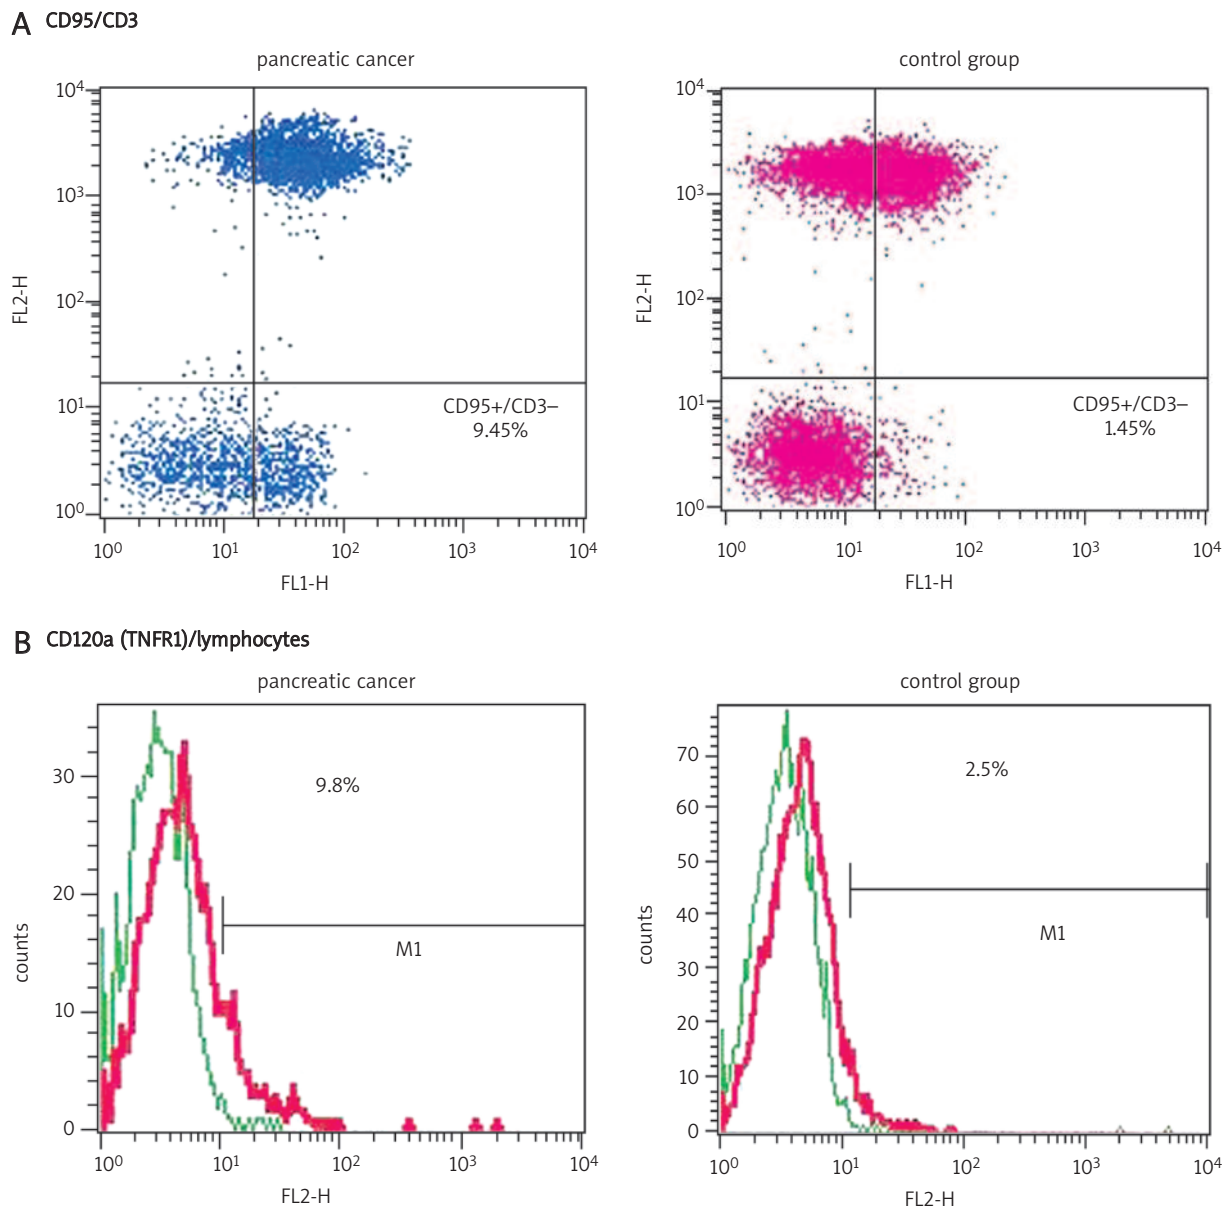 A CD95/CD3
pancreatic cancer
control group
FL2-H
10⁴
10³
10²
10¹
10⁰
CD95+/CD3–
9.45%
10⁰ 10¹ 10² 10³ 10⁴
FL1-H
FL2-H
10⁴
10³
10²
10¹
10⁰
CD95+/CD3–
1.45%
10⁰ 10¹ 10² 10³ 10⁴
FL1-H
B CD120a (TNFR1)/lymphocytes
pancreatic cancer
control group
counts
30
20
10
0
9.8%
M1
10⁰ 10¹ 10² 10³ 10⁴
FL2-H
counts
70
60
50
40
30
20
10
0
2.5%
M1
10⁰ 10¹ 10² 10³ 10⁴
FL2-H